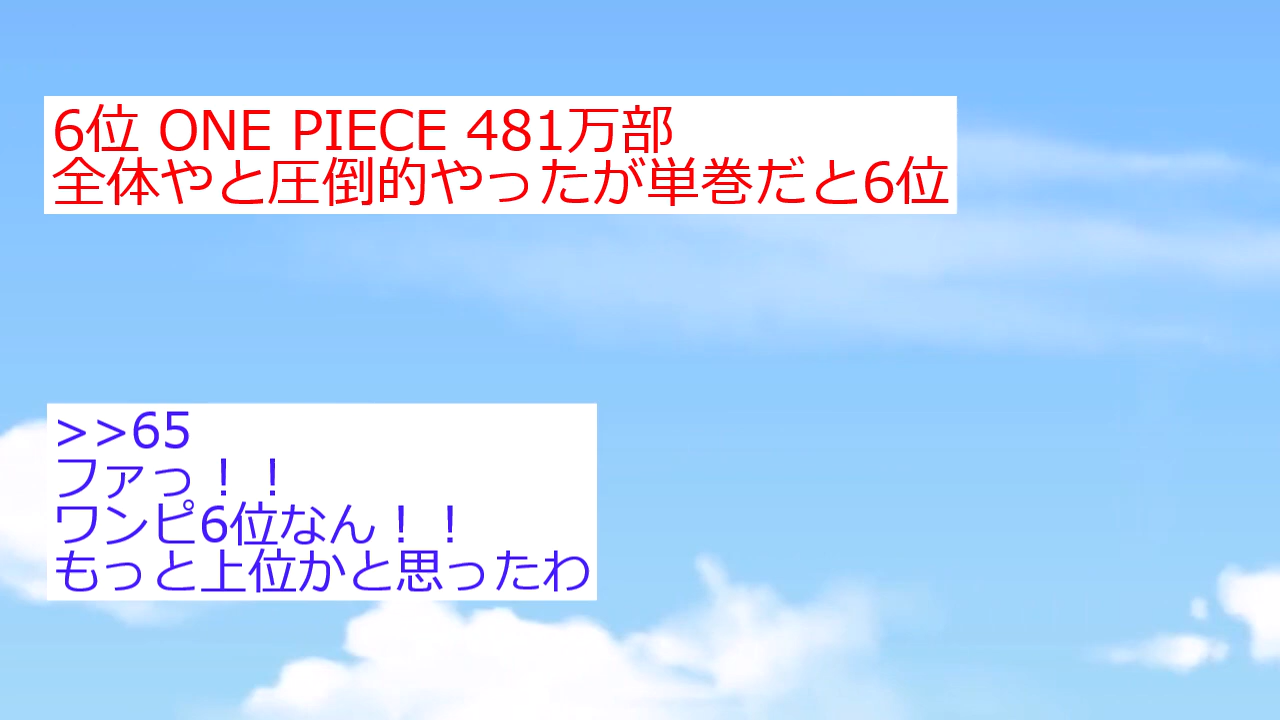 6位 ONE PIECE 481万部
全体やと圧倒的やったが単巻だと6位
>>65
ファっ！！
ワンピ6位なん！！
もっと上位かと思ったわ